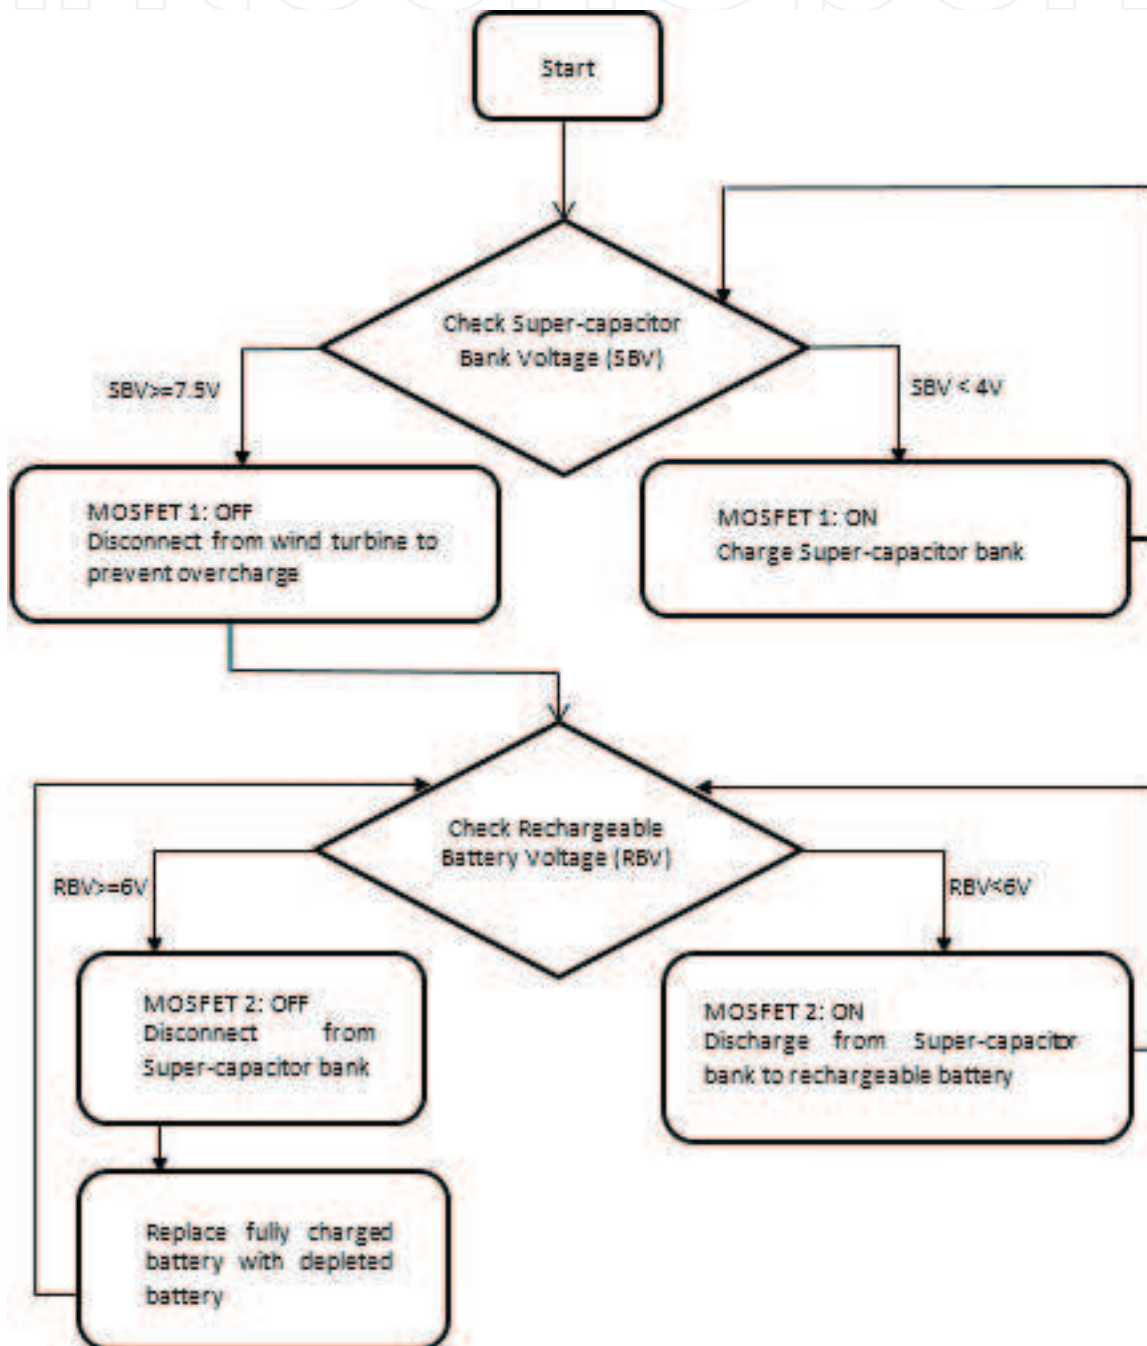 Start
Check Super-capacitor
Bank Voltage (SBV)
SBV>=7.5V
SBV < 4V
MOSFET 1: OFF
Disconnect from wind turbine to
prevent overcharge
MOSFET 1: ON
Charge Super-capacitor bank
Check Rechargeable
Battery Voltage (RBV)
RBV>=6V
RBV<6V
MOSFET 2: OFF
Disconnect from
Super-capacitor bank
MOSFET 2: ON
Discharge from Super-capacitor
bank to rechargeable battery
Replace fully charged
battery with depleted
battery